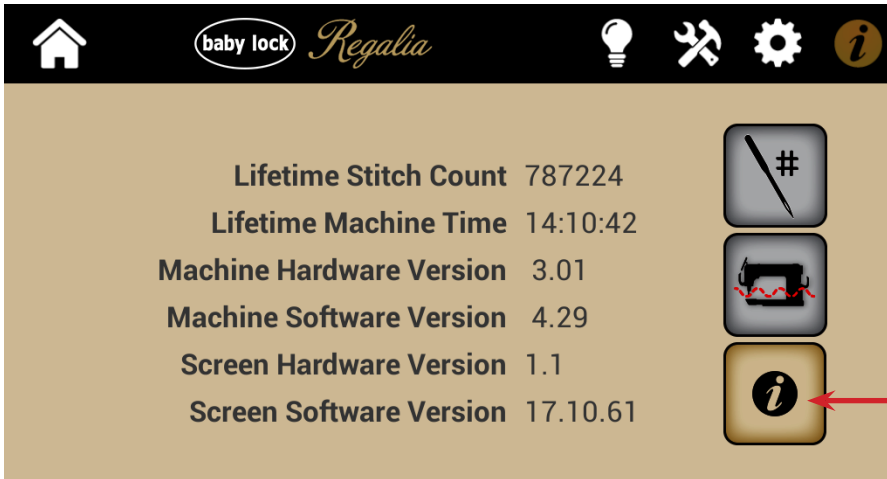 baby lock Regalia
i
#
Lifetime Stitch Count 787224
Lifetime Machine Time 14:10:42
Machine Hardware Version 3.01
Machine Software Version 4.29
Screen Hardware Version 1.1
i
Screen Software Version 17.10.61